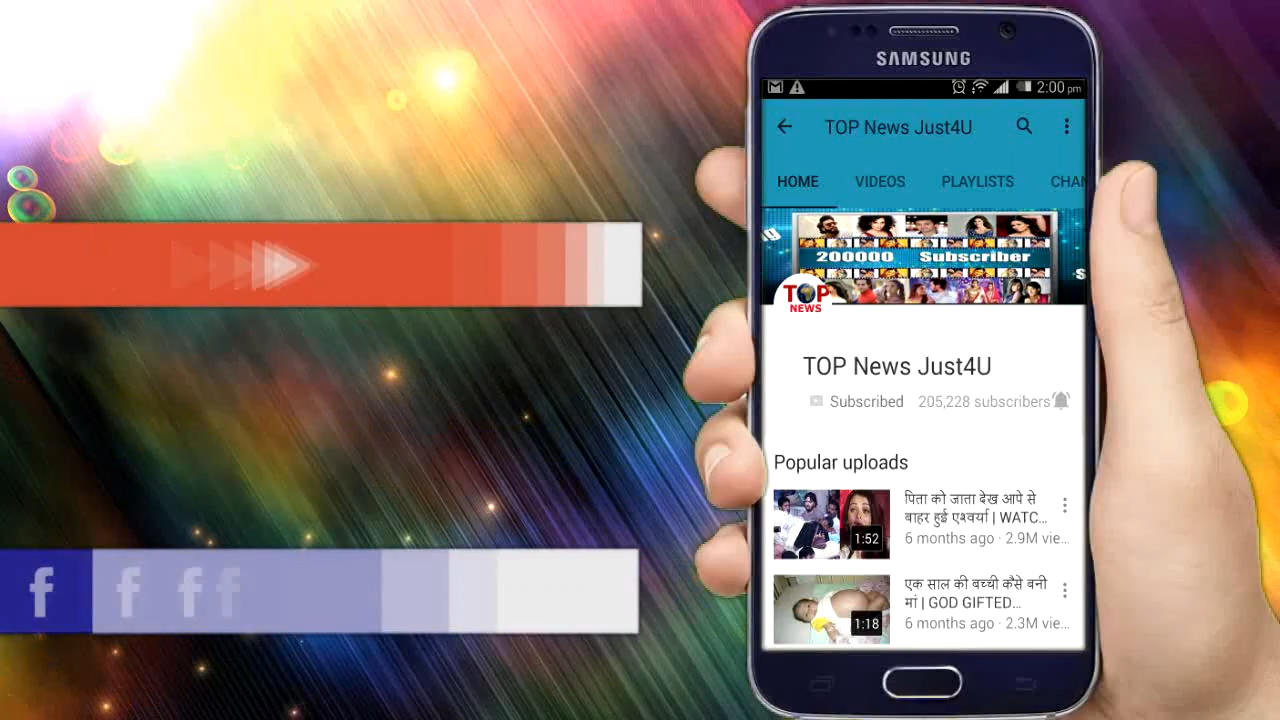 SAMSUNG
2:00 pm
TOP News Just4U
HOME VIDEOS PLAYLISTS CHAN
200000 Subscriber
TOP
NEWS
TOP News Just4U
Subscribed 205,228 subscribers
Popular uploads
पिता को जाता देख आपे से
बाहर हुई एश्वर्या | WATC...
1:52
6 months ago · 2.9M vie...
एक साल की बच्ची कैसे बनी
मां | GOD GIFTED...
1:18
6 months ago · 2.3M vie...
f f f f